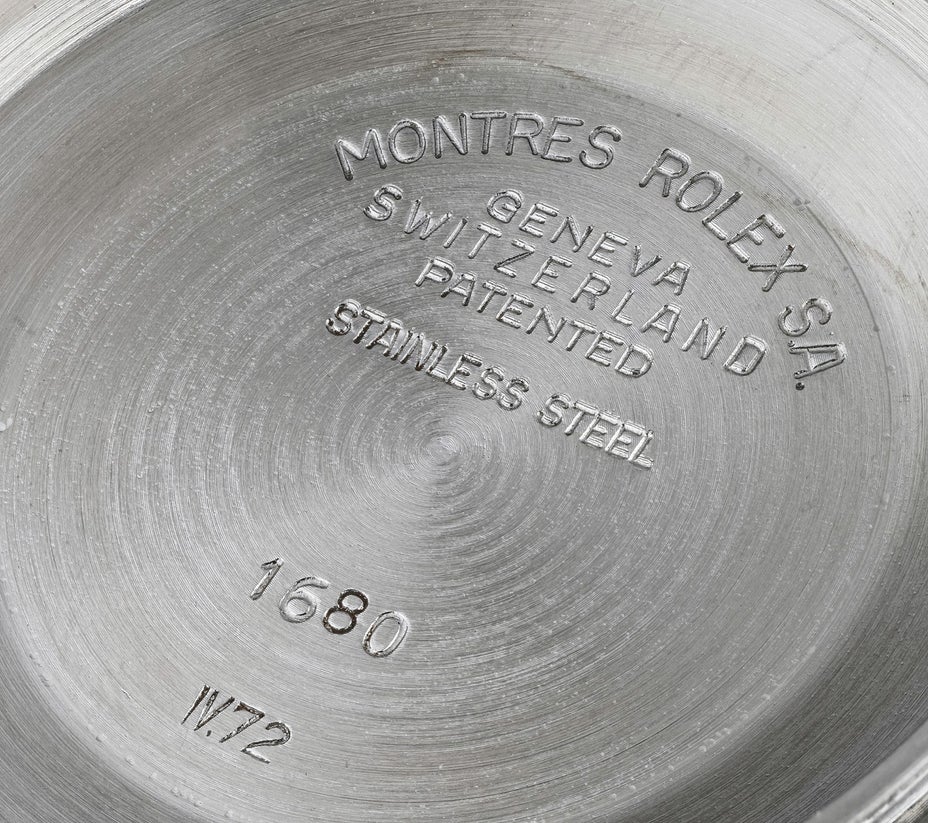 MONTRES ROLEX S.A.
GENEVA
SWITZERLAND
PATENTED
STAINLESS STEEL
1680
IV.72